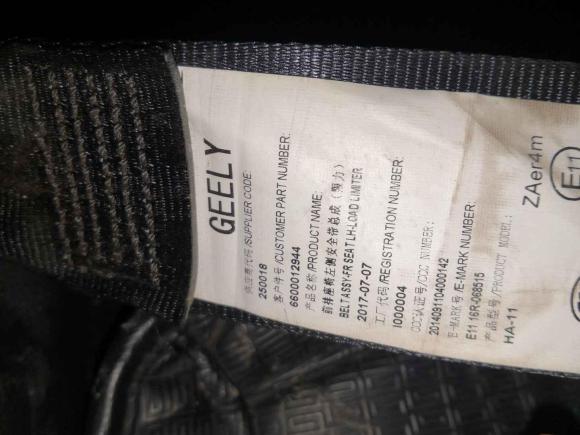 GEELY
供应商代码 /SUPPLIER CODE:
250018
客户件号 /CUSTOMER PART NUMBER:
6600012944
产品名称 /PRODUCT NAME:
前排座椅左侧安全带总成（限力）
BELT ASSY-FR SEAT LH-LOAD LIMITER
2017-07-07
工厂代码 /REGISTRATION NUMBER:
I000004
CCC认证号 /CCC NUMBER:
2014091104000142
E-MARK号 /E-MARK NUMBER:
E11 16R-068515
产品型号 /PRODUCT MODEL:
HA-11
ZAer4m
E11